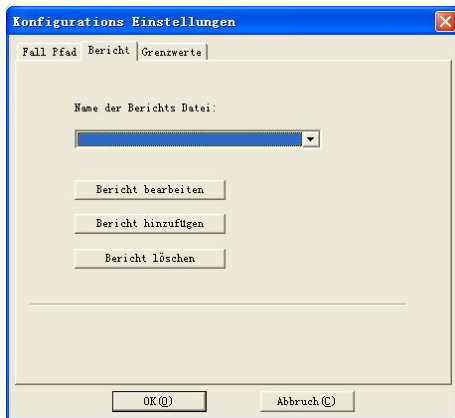 Konfigurations Einstellungen
Fall Pfad Bericht Grenzwerte
Name der Berichts Datei:
Bericht bearbeiten
Bericht hinzufügen
Bericht löschen
OK(O) Abbruch(C)